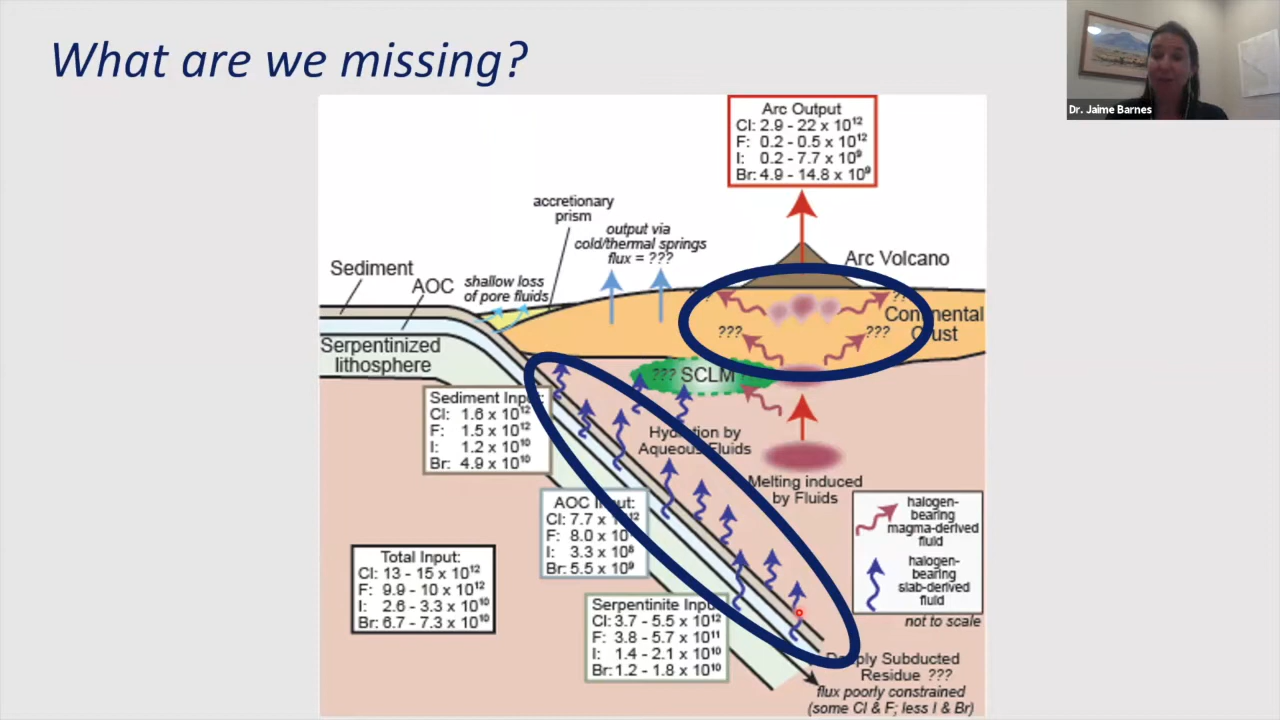 What are we missing?
Dr. Jaime Barnes
Arc Output
Cl: 2.9 - 22 x 10¹²
F: 0.2 - 0.5 x 10¹²
I: 0.2 - 7.7 x 10⁹
Br: 4.9 - 14.8 x 10⁹
accretionary
prism
output via
cold/thermal springs
flux = ???
Arc Volcano
Sediment
AOC
shallow loss
of pore fluids
??
??
Continental
Crust
???
???
Serpentinized
lithosphere
??? SCLM
Sediment Input:
Cl: 1.6 x 10¹²
F: 1.5 x 10¹²
I: 1.2 x 10¹⁰
Br: 4.9 x 10¹⁰
Hydration by
Aqueous Fluids
Melting induced
by Fluids
AOC Input:
Cl: 7.7 x 10¹²
F: 8.0 x
I: 3.3 x 10⁸
Br: 5.5 x 10⁹
halogen-
bearing
magma-derived
fluid
halogen-
bearing
slab-derived
fluid
not to scale
Total Input:
Cl: 13 - 15 x 10¹²
F: 9.9 - 10 x 10¹²
I: 2.6 - 3.3 x 10¹⁰
Br: 6.7 - 7.3 x 10¹⁰
Serpentinite Input:
Cl: 3.7 - 5.5 x 10¹²
F: 3.8 - 5.7 x 10¹¹
I: 1.4 - 2.1 x 10¹⁰
Br: 1.2 - 1.8 x 10¹⁰
Deeply Subducted
Residue ???
flux poorly constrained
(some Cl & F; less I & Br)